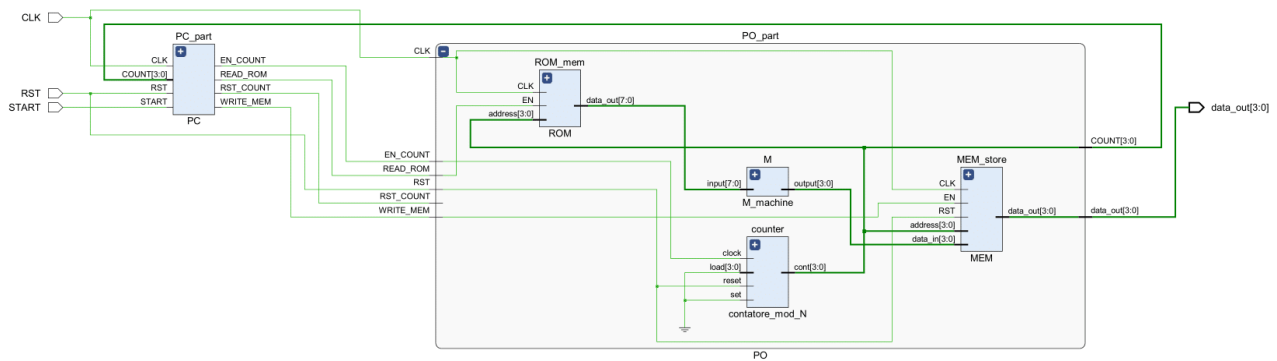 CLK
RST
START
PC_part
CLK
COUNT[3:0]
RST
START
EN_COUNT
READ_ROM
RST_COUNT
WRITE_MEM
PC
PO_part
CLK
EN_COUNT
READ_ROM
RST
RST_COUNT
WRITE_MEM
ROM_mem
CLK
EN
address[3:0]
data_out[7:0]
ROM
M
input[7:0]
output[3:0]
M_machine
counter
clock
load[3:0]
reset
set
cont[3:0]
contatore_mod_N
MEM_store
CLK
EN
RST
address[3:0]
data_in[3:0]
data_out[3:0]
MEM
COUNT[3:0]
data_out[3:0]
PO
data_out[3:0]